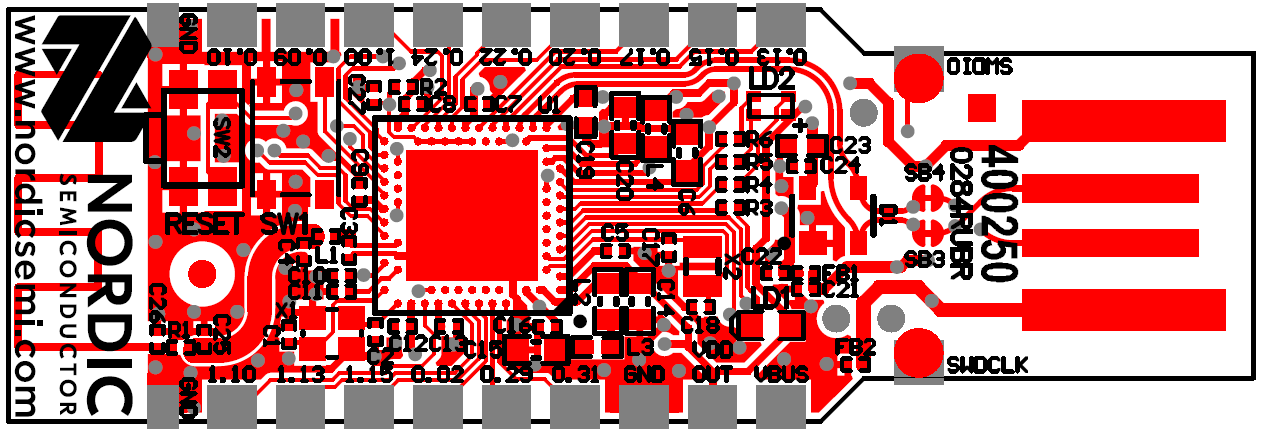 www.nordicsemi.com
NORDIC
SEMICONDUCTOR
GND 0.10 0.09 1.00 0.24 0.22 0.20 0.17 0.15 0.13
SW2
RESET
SW1
C27
R2
C8
C7
U1
C9
C3
C4
L1
C10
C11
X1
C1
C2
C12
C13
C26
R1
C25
C19
C20
L4
C6
C5
C17
L2
C14
C16
C15
L3
C18
X2
C22
LD2
R6
R5
R4
R3
+
C23
C24
Q1
FB1
C21
LD1
VDD
FB2
GND 1.10 1.13 1.15 0.02 0.29 0.31 GND OUT VBUS
SWDIO
SB4
SB3
SWDCLK
400250
0284RUBR